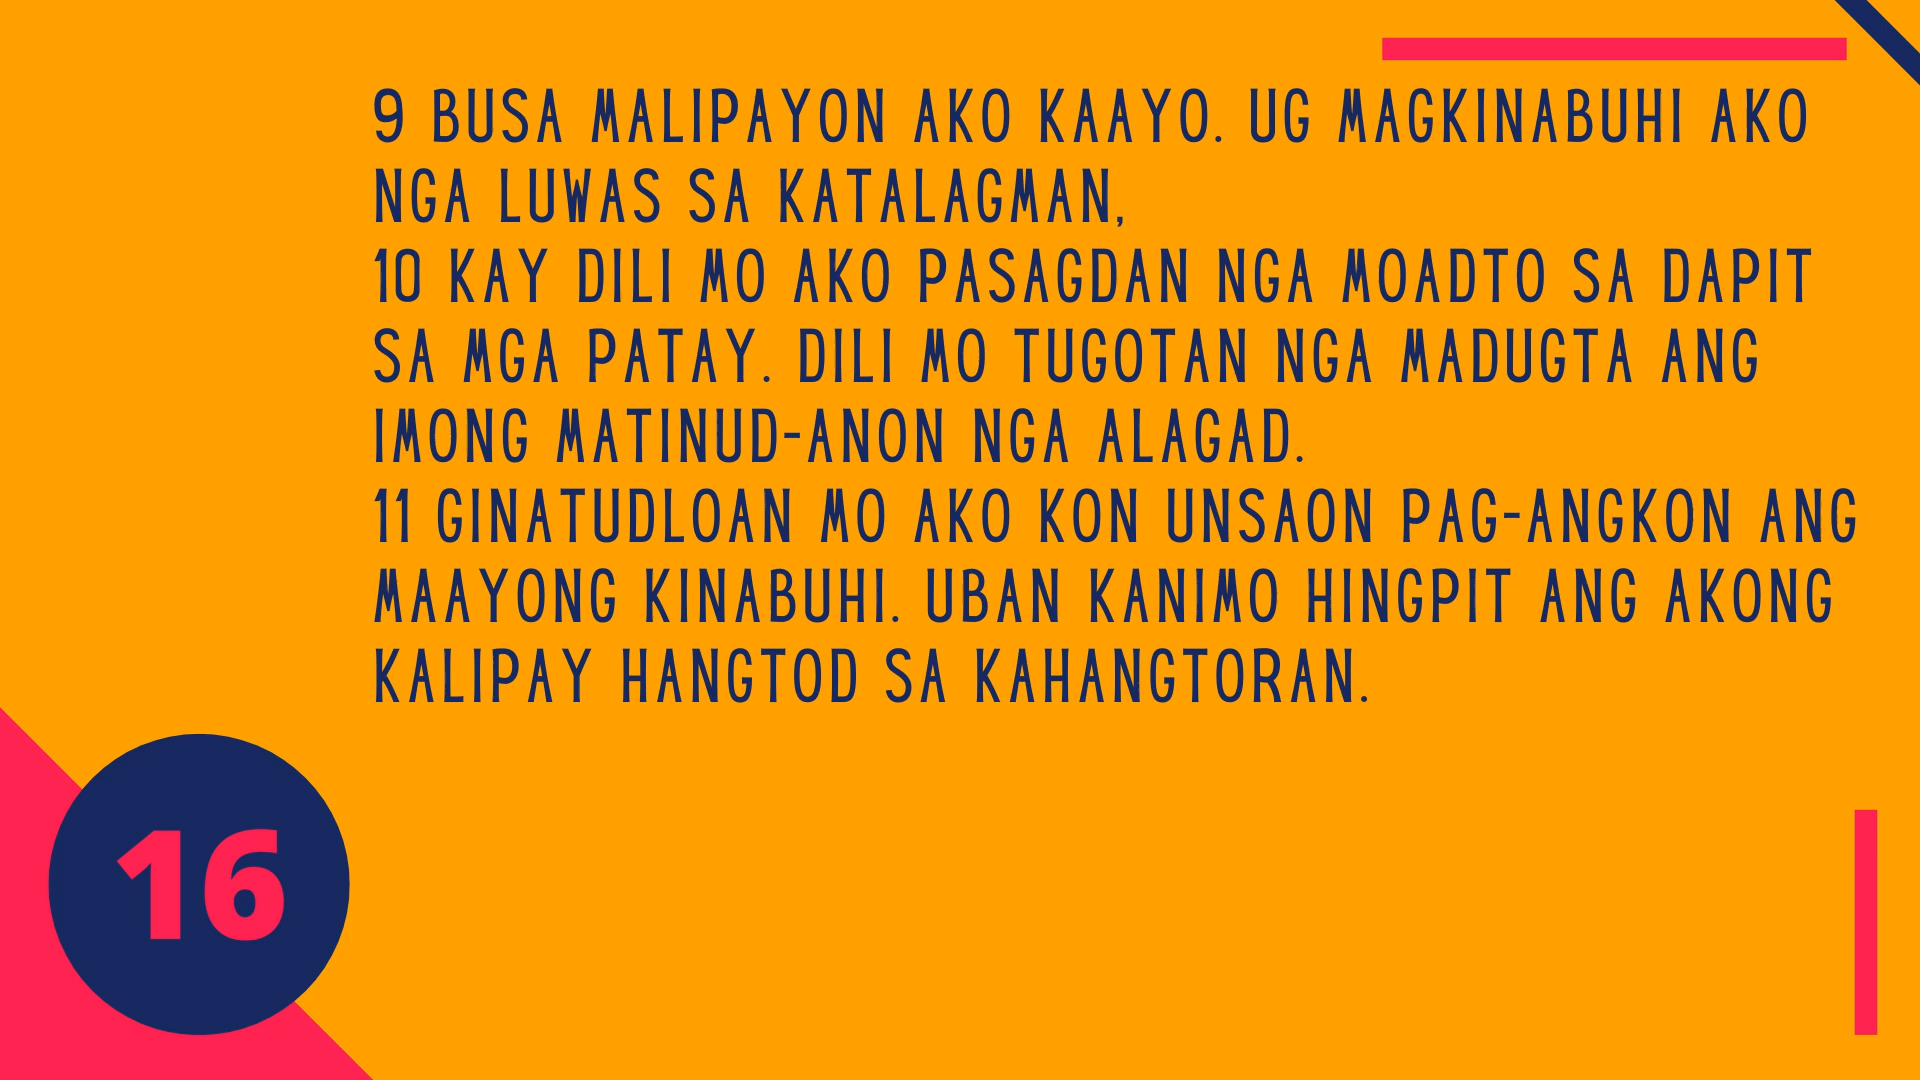 9 BUSA MALIPAYON AKO KAAYO. UG MAGKINABUHI AKO
NGA LUWAS SA KATALAGMAN,
10 KAY DILI MO AKO PASAGDAN NGA MOADTO SA DAPIT
SA MGA PATAY. DILI MO TUGOTAN NGA MADUGTA ANG
IMONG MATINUD-ANON NGA ALAGAD.
11 GINATUDLOAN MO AKO KON UNSAON PAG-ANGKON ANG
MAAYONG KINABUHI. UBAN KANIMO HINGPIT ANG AKONG
KALIPAY HANGTOD SA KAHANGTORAN.
16